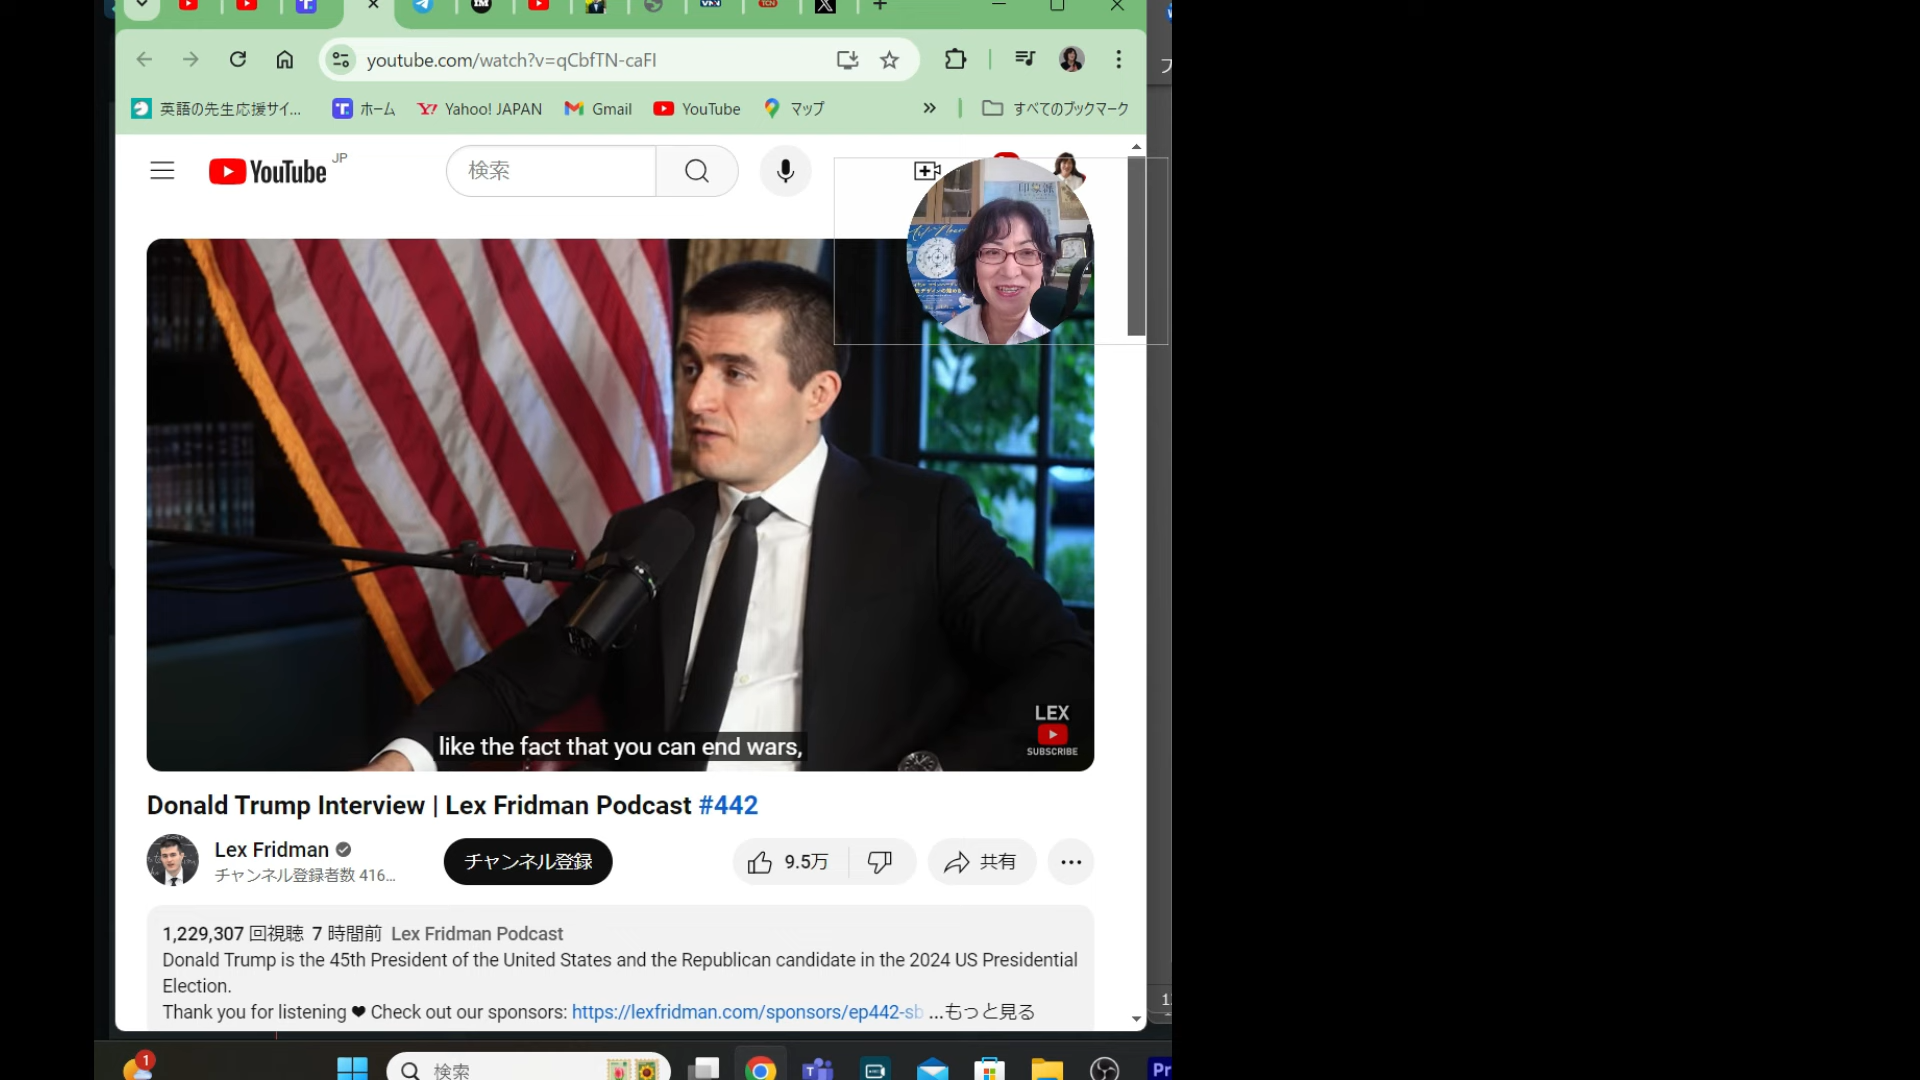 youtube.com/watch?v=qCbfTN-caFI
英語の先生応援サイ... ホーム Yahoo! JAPAN Gmail YouTube マップ » すべてのブックマーク
YouTube JP
検索
like the fact that you can end wars,
LEX
SUBSCRIBE
Donald Trump Interview | Lex Fridman Podcast #442
Lex Fridman
チャンネル登録者数 416...
チャンネル登録
9.5万
共有
1,229,307 回視聴 7 時間前 Lex Fridman Podcast
Donald Trump is the 45th President of the United States and the Republican candidate in the 2024 US Presidential
Election.
Thank you for listening ❤ Check out our sponsors: https://lexfridman.com/sponsors/ep442-sb ...もっと見る
1
検索
Pr